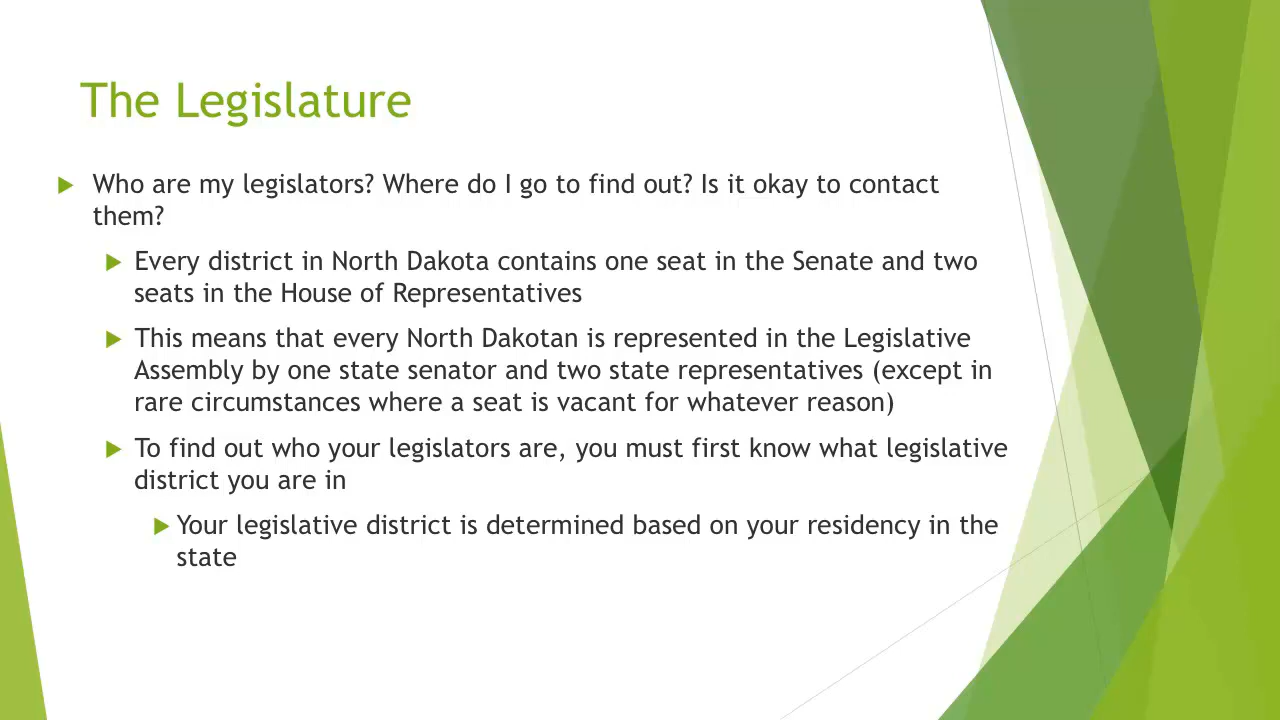 The Legislature
Who are my legislators? Where do I go to find out? Is it okay to contact
them?
Every district in North Dakota contains one seat in the Senate and two
seats in the House of Representatives
This means that every North Dakotan is represented in the Legislative
Assembly by one state senator and two state representatives (except in
rare circumstances where a seat is vacant for whatever reason)
To find out who your legislators are, you must first know what legislative
district you are in
Your legislative district is determined based on your residency in the
state